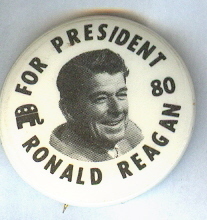 FOR PRESIDENT
80
RONALD REAGAN